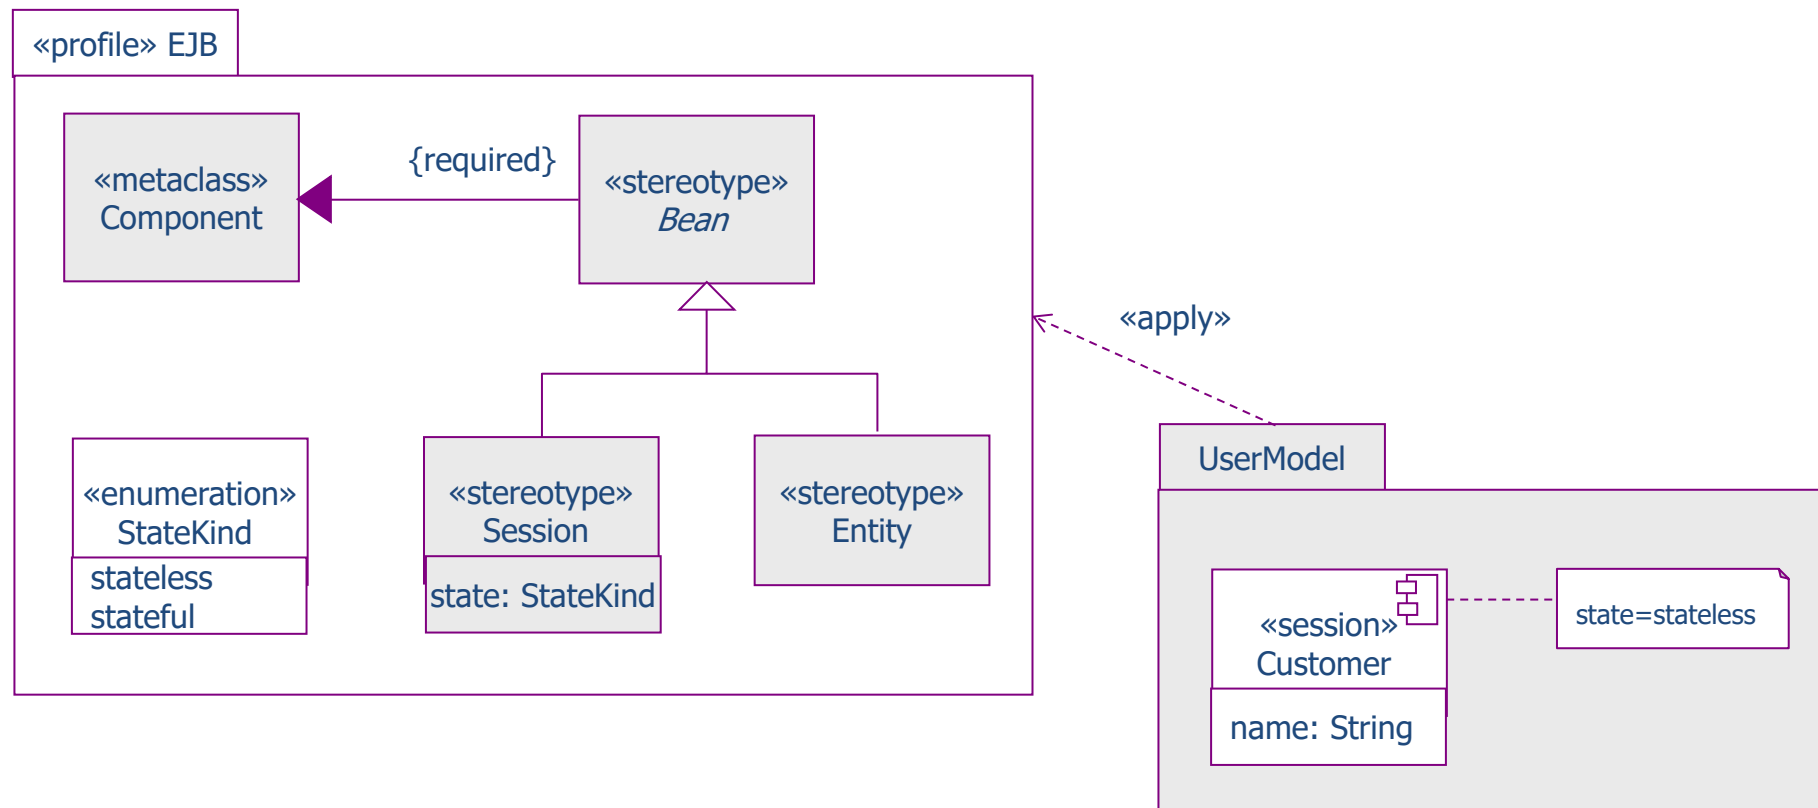 «profile» EJB
«metaclass»
Component
{required}
«stereotype»
Bean
«apply»
«enumeration»
StateKind
stateless
stateful
«stereotype»
Session
state: StateKind
«stereotype»
Entity
UserModel
«session»
Customer
name: String
state=stateless